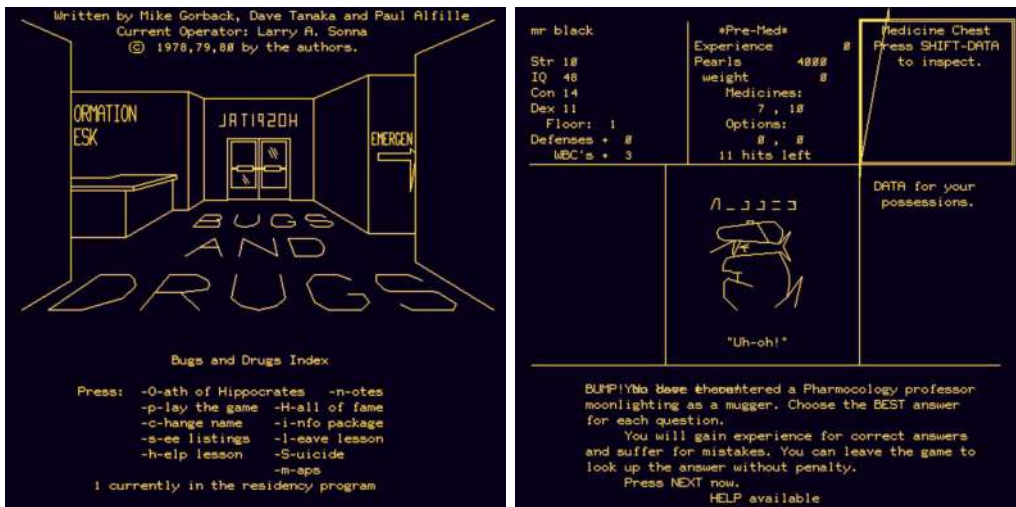 Written by Mike Gorback, Dave Tanaka and Paul Alfille
Current Operator: Larry A. Sonna
© 1978,79,80 by the authors.
ORMATION
ESK
HOSPITAL
EMERGEN
BUGS
AND
DRUGS
Bugs and Drugs Index
Press: -O-ath of Hippocrates -n-otes
-p-lay the game -H-all of fame
-c-hange name -i-nfo package
-s-ee listings -l-eave lesson
-h-elp lesson -S-uicide
-m-aps
1 currently in the residency program
mr black
Str 10
IQ 48
Con 14
Dex 11
Floor: 1
Defenses + 0
WBC's + 3
*Pre-Med*
Experience 0
Pearls 4000
weight 0
Medicines:
7 , 10
Options:
0 , 0
11 hits left
Medicine Chest
Press SHIFT-DATA
to inspect.
DATA for your
possessions.
"Uh-oh!"
BUMP! You have encountered a Pharmocology professor
moonlighting as a mugger. Choose the BEST answer
for each question.
You will gain experience for correct answers
and suffer for mistakes. You can leave the game to
look up the answer without penalty.
Press NEXT now.
HELP available